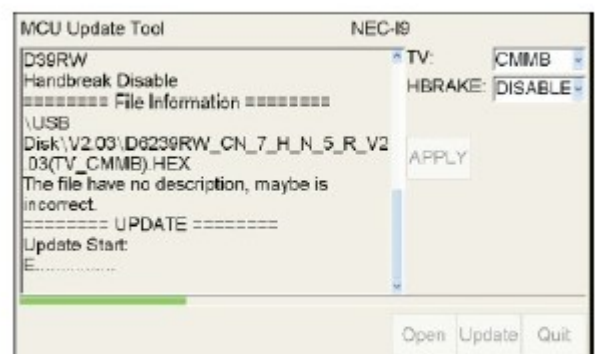 MCU Update Tool NEC-I9
D39RW
Handbreak Disable
======== File Information ========
\USB
Disk\V2.03\D6239RW_CN_7_H_N_5_R_V2
.03(TV_CMMB).HEX
The file have no description, maybe is
incorrect.
======== UPDATE ========
Update Start:
E..............
TV: CMMB
HBRAKE: DISABLE
APPLY
Open Update Quit